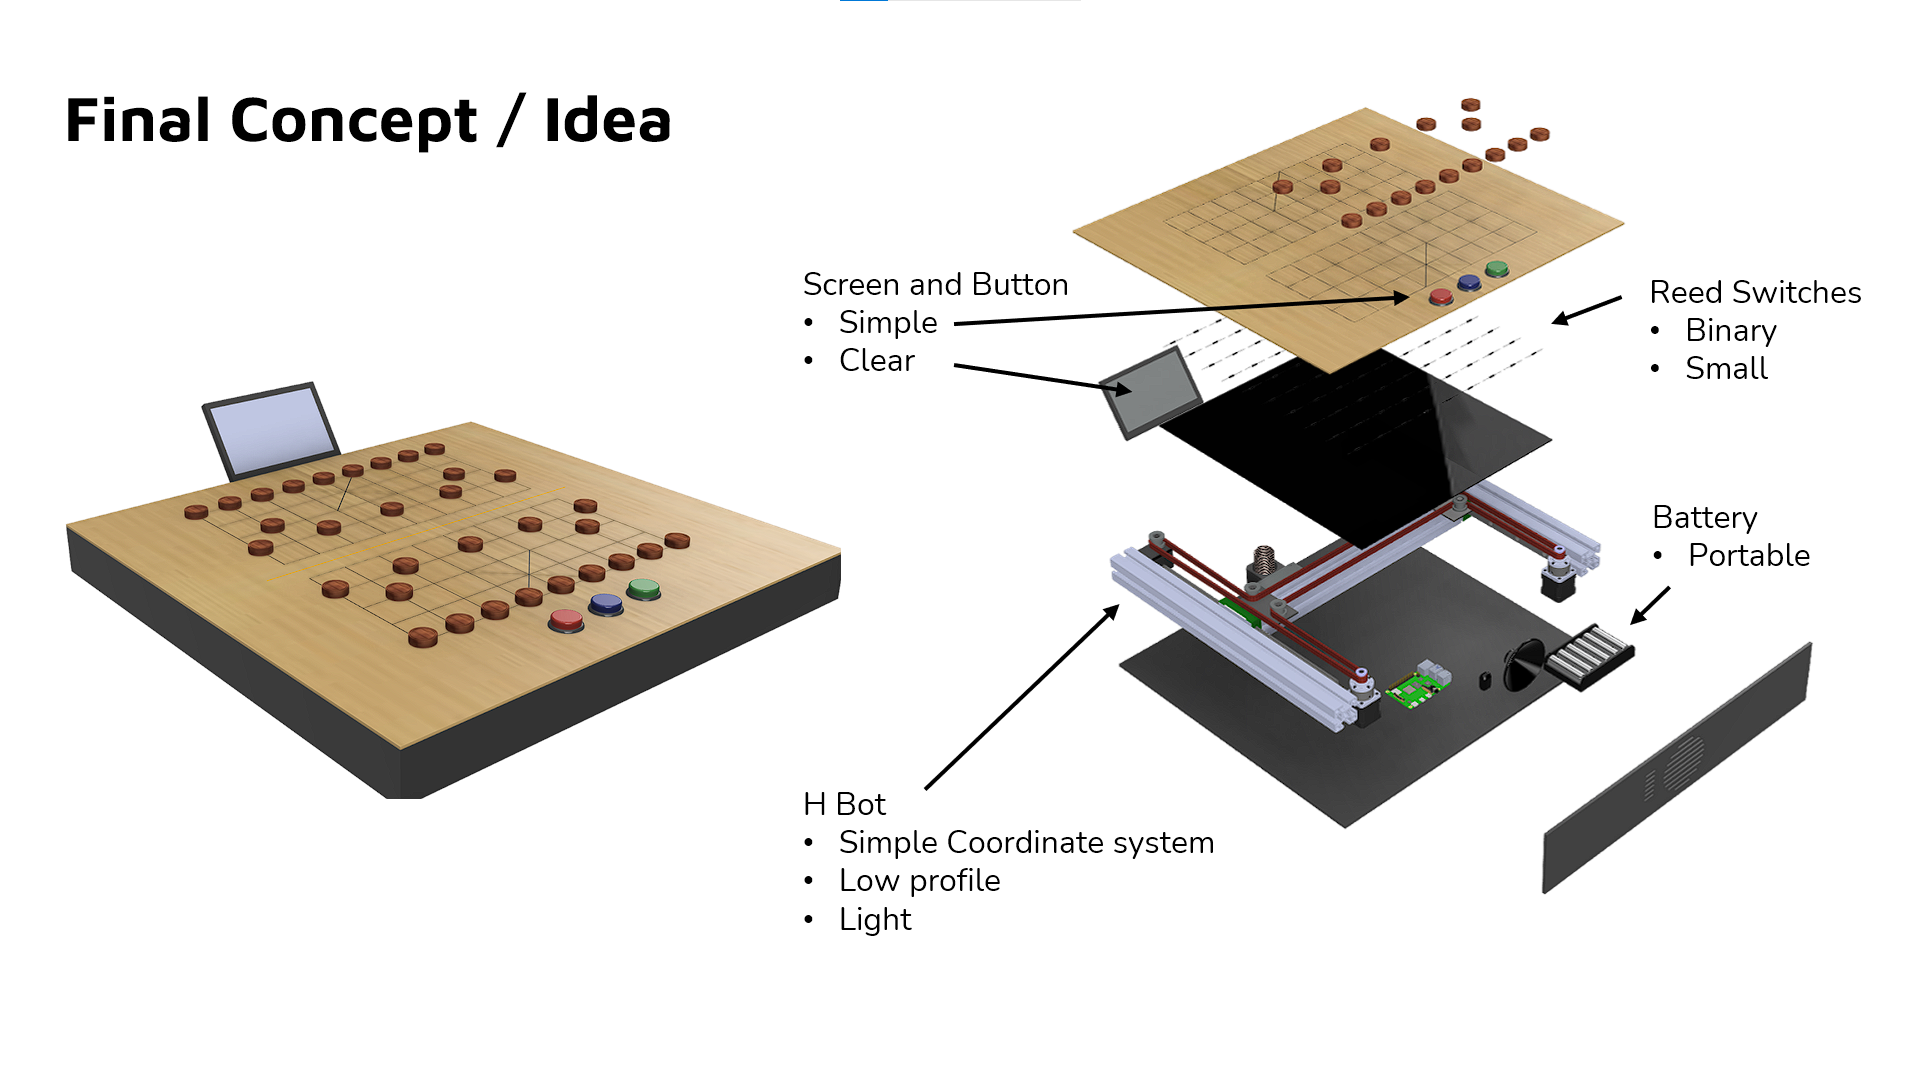 Final Concept / Idea
Screen and Button
• Simple
• Clear
Reed Switches
• Binary
• Small
Battery
• Portable
H Bot
• Simple Coordinate system
• Low profile
• Light